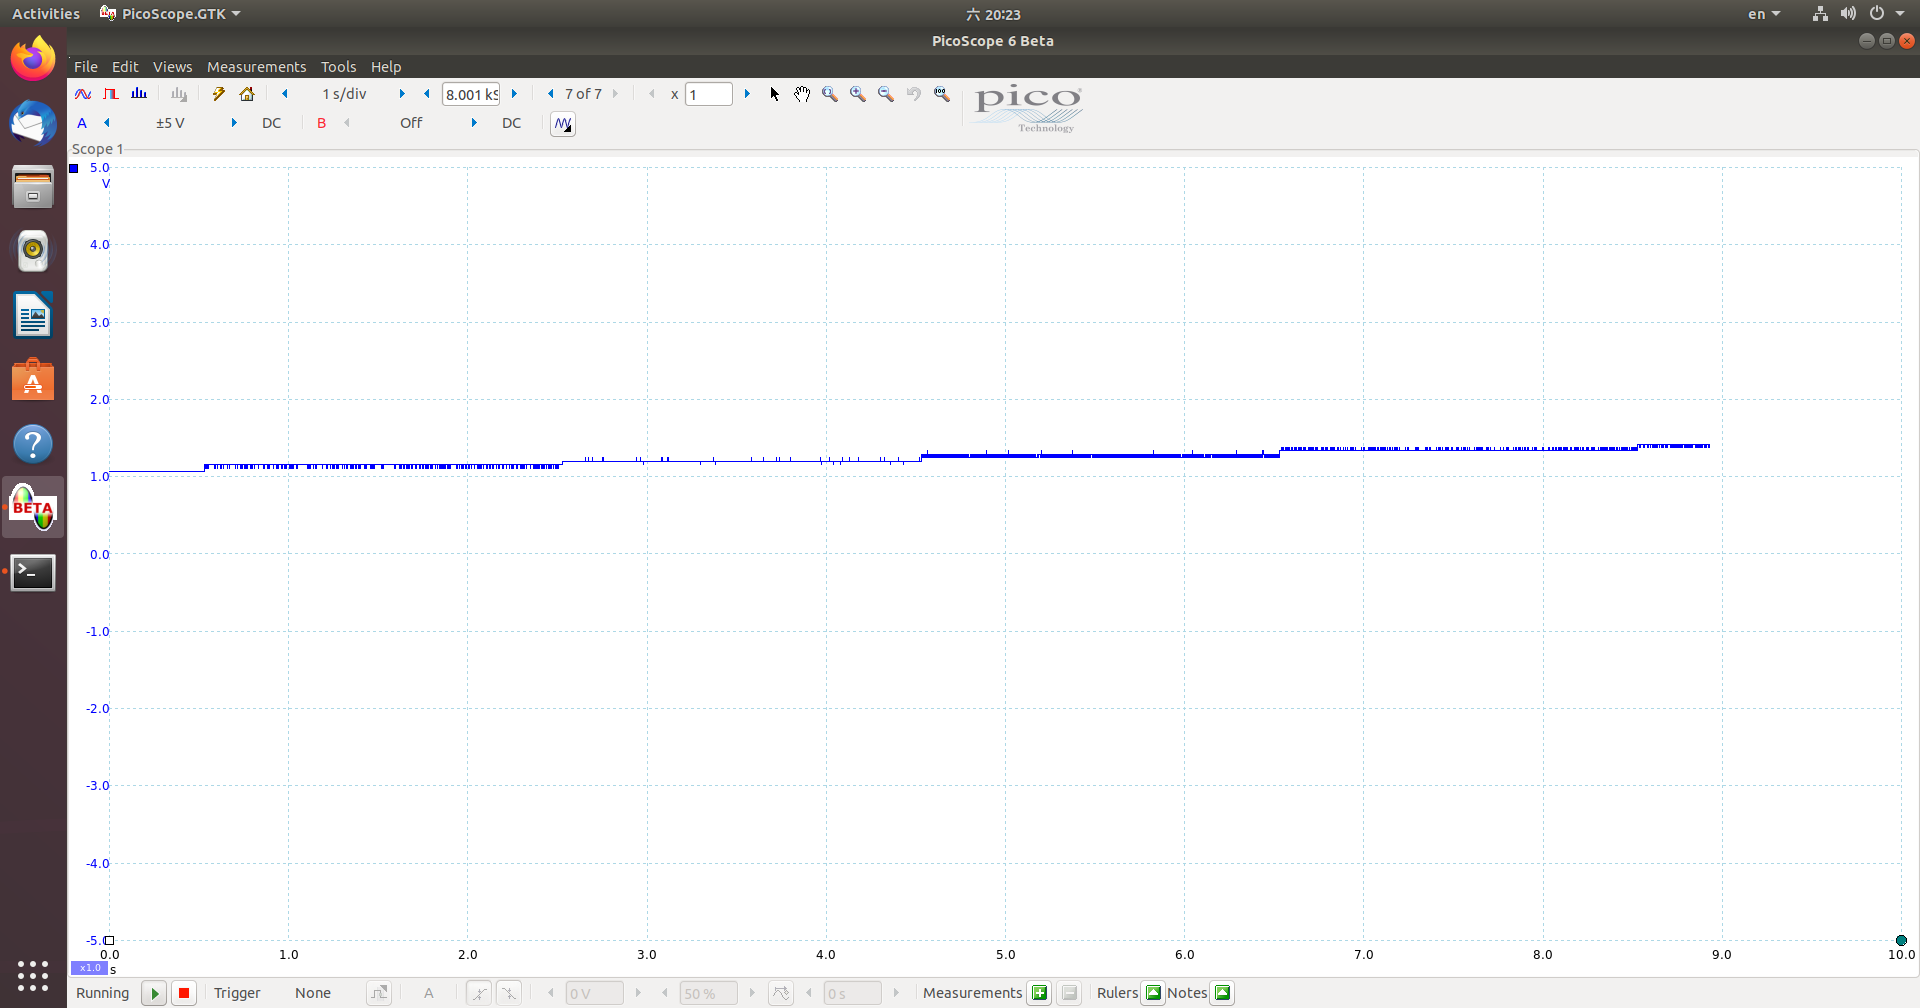 Activities PicoScope.GTK 六 20:23 en
PicoScope 6 Beta
File Edit Views Measurements Tools Help
1 s/div 8.001 kS 7 of 7 x 1
pico
Technology
A ±5 V DC B Off DC
Scope 1
5.0
V
4.0
3.0
2.0
1.0
0.0
-1.0
-2.0
-3.0
-4.0
-5.0
0.0 1.0 2.0 3.0 4.0 5.0 6.0 7.0 8.0 9.0 10.0
x1.0 s
BETA
Running Trigger None A 0 V 50 % 0 s Measurements Rulers Notes